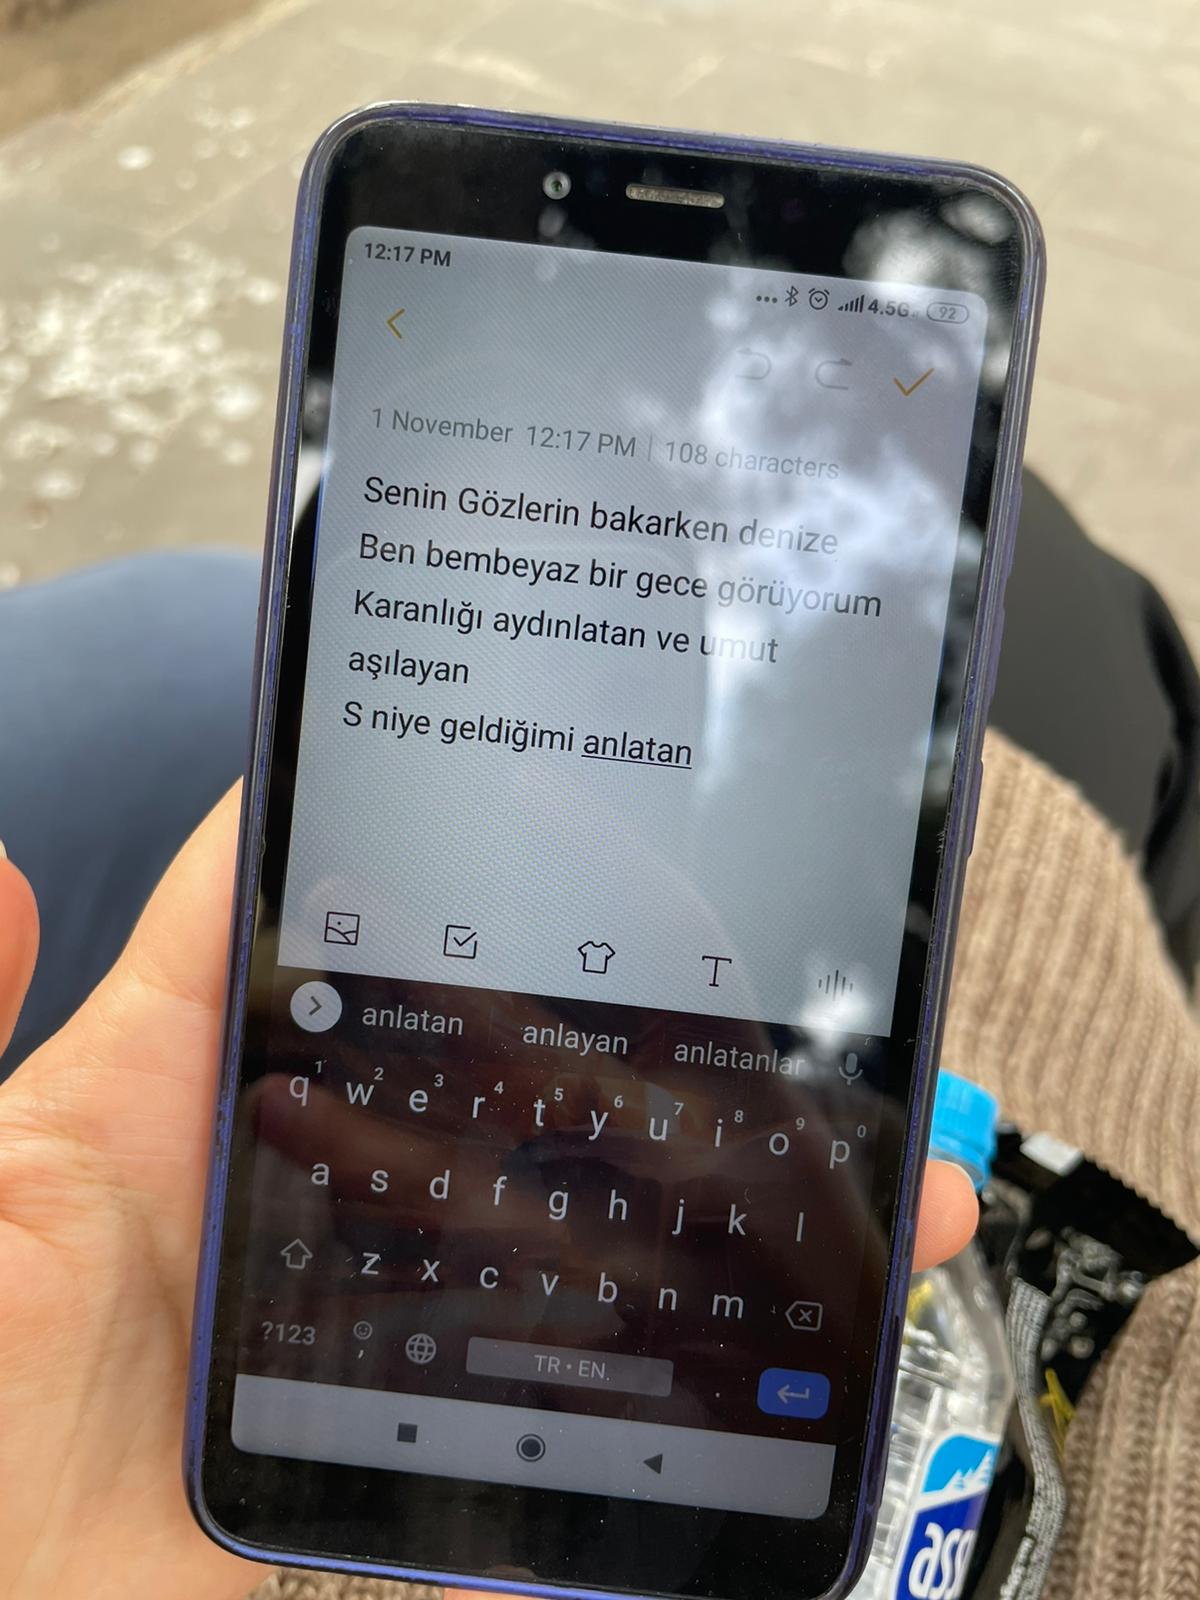 12:17 PM
4.5G 92
1 November 12:17 PM | 108 characters
Senin Gözlerin bakarken denize
Ben bembeyaz bir gece görüyorum
Karanlığı aydınlatan ve umut
aşılayan
S niye geldiğimi anlatan
anlatan anlayan anlatanlar
1 2 3 4 5 6 7 8 9 0
q w e r t y u i o p
a s d f g h j k l
z x c v b n m
?123 , TR • EN .